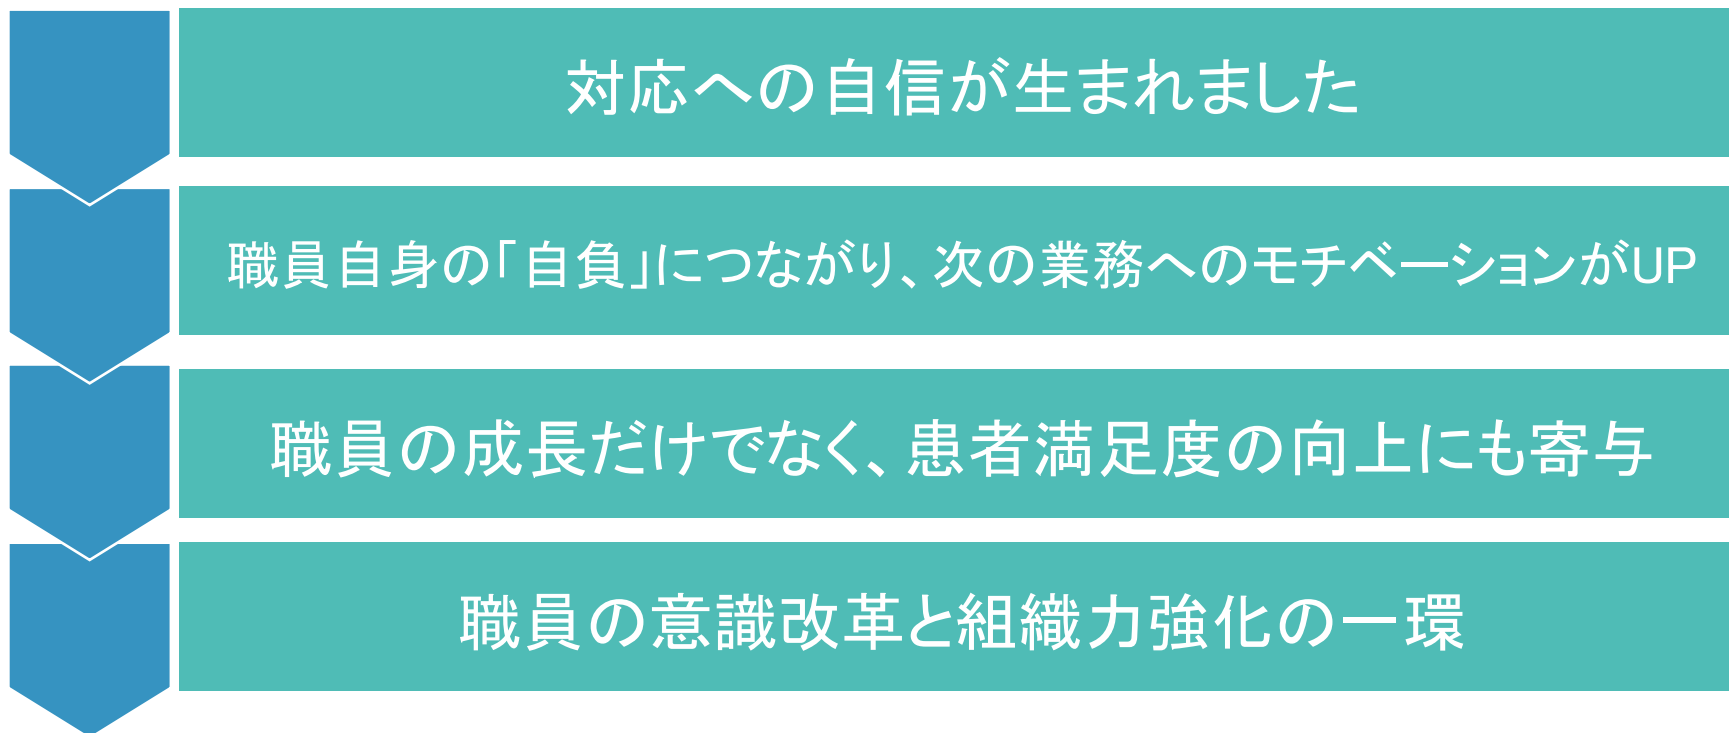 対応への自信が生まれました
職員自身の「自負」につながり、次の業務へのモチベーションがUP
職員の成長だけでなく、患者満足度の向上にも寄与
職員の意識改革と組織力強化の一環